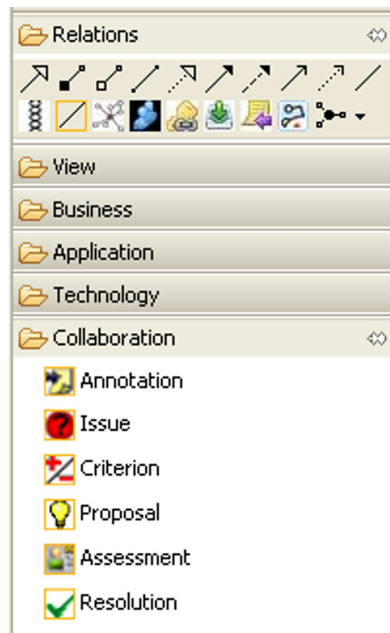 Relations
View
Business
Application
Technology
Collaboration
Annotation
Issue
Criterion
Proposal
Assessment
Resolution